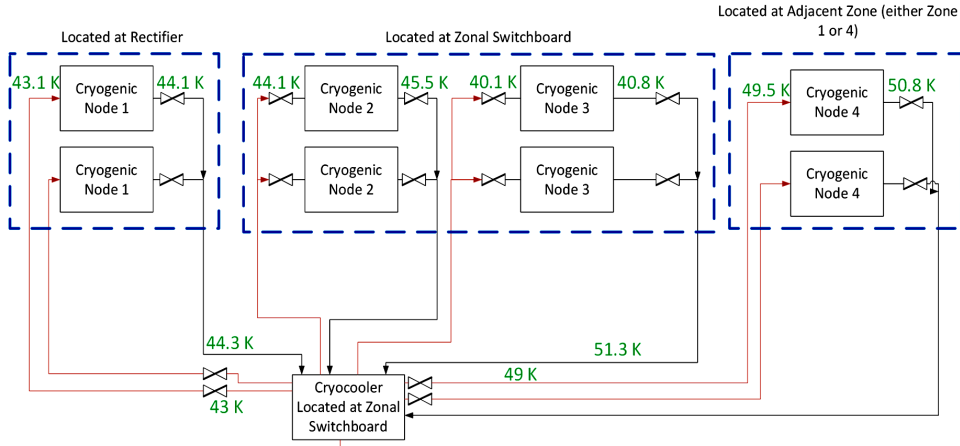 Located at Adjacent Zone (either Zone
1 or 4)
Located at Rectifier
Located at Zonal Switchboard
43.1 K
44.1 K
44.1 K
45.5 K
40.1 K
40.8 K
49.5 K
50.8 K
Cryogenic
Node 1
Cryogenic
Node 2
Cryogenic
Node 3
Cryogenic
Node 4
Cryogenic
Node 1
Cryogenic
Node 2
Cryogenic
Node 3
Cryogenic
Node 4
44.3 K
51.3 K
49 K
43 K
Cryocooler
Located at Zonal
Switchboard